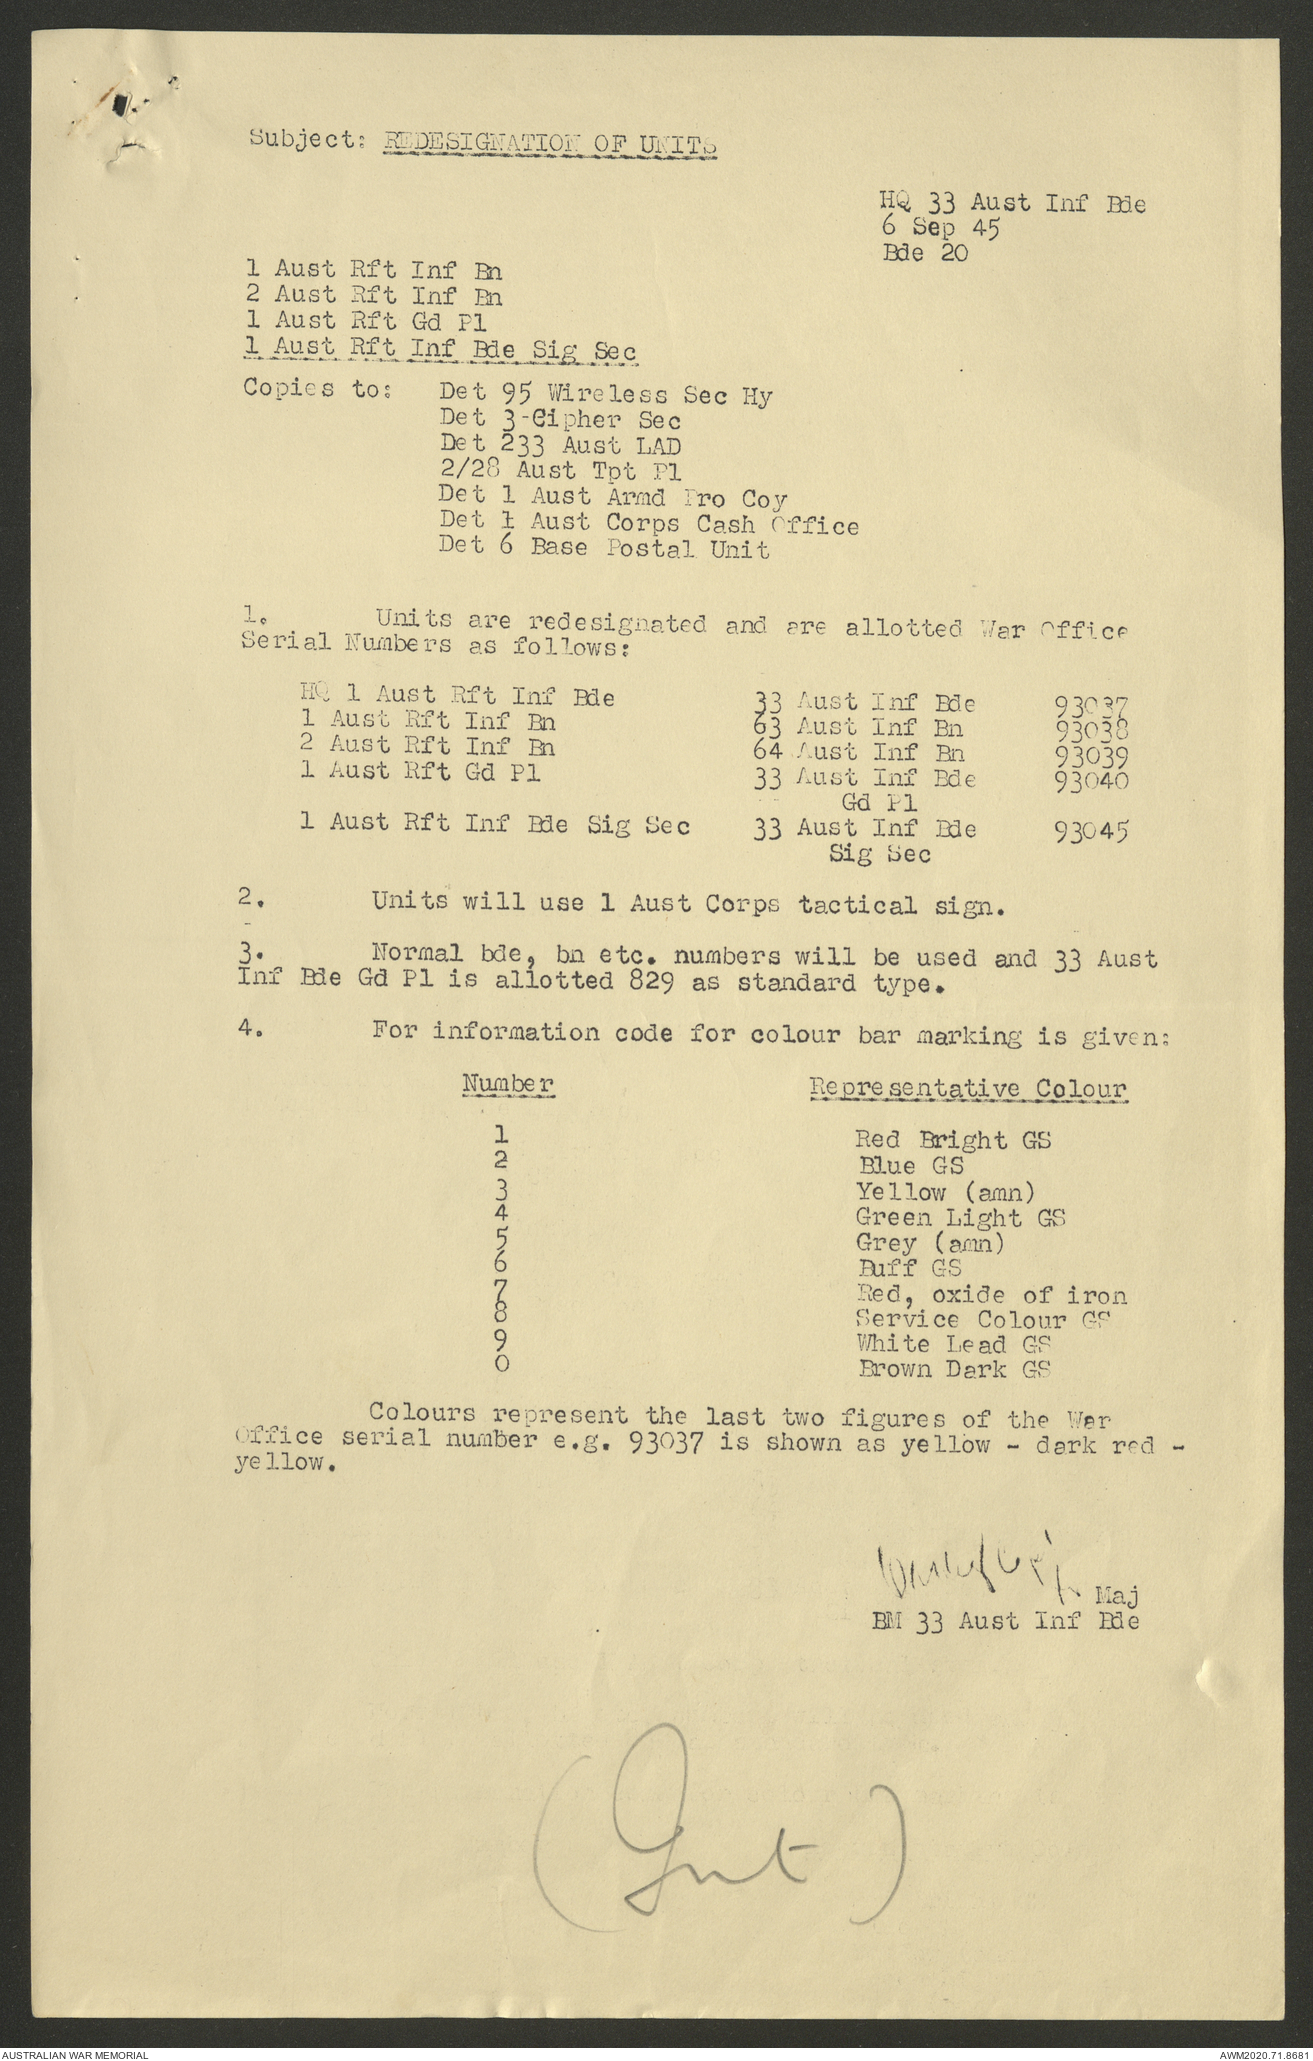 Subject: REDESIGNATION OF UNITS
HQ 33 Aust Inf Bde
6 Sep 45
Bde 20
1 Aust Rft Inf Bn
2 Aust Rft Inf Bn
1 Aust Rft Gd Pl
1 Aust Rft Inf Bde Sig Sec
Copies to: Det 95 Wireless Sec Hy
Det 3-Cipher Sec
Det 233 Aust LAD
2/28 Aust Tpt Pl
Det 1 Aust Armd Pro Coy
Det 1 Aust Corps Cash Office
Det 6 Base Postal Unit
1. Units are redesignated and are allotted War Office
Serial Numbers as follows:
HQ 1 Aust Rft Inf Bde 33 Aust Inf Bde 93037
1 Aust Rft Inf Bn 63 Aust Inf Bn 93038
2 Aust Rft Inf Bn 64 Aust Inf Bn 93039
1 Aust Rft Gd Pl 33 Aust Inf Bde 93040
Gd Pl
1 Aust Rft Inf Bde Sig Sec 33 Aust Inf Bde 93045
Sig Sec
2. Units will use 1 Aust Corps tactical sign.
3. Normal bde, bn etc. numbers will be used and 33 Aust
Inf Bde Gd Pl is allotted 829 as standard type.
4. For information code for colour bar marking is given:
Number Representative Colour
1 Red Bright GS
2 Blue GS
3 Yellow (amn)
4 Green Light GS
5 Grey (amn)
6 Buff GS
7 Red, oxide of iron
8 Service Colour GS
9 White Lead GS
0 Brown Dark GS
Colours represent the last two figures of the War
Office serial number e.g. 93037 is shown as yellow - dark red -
yellow.
Maj
BM 33 Aust Inf Bde
AUSTRALIAN WAR MEMORIAL
AWM2020.71.8681